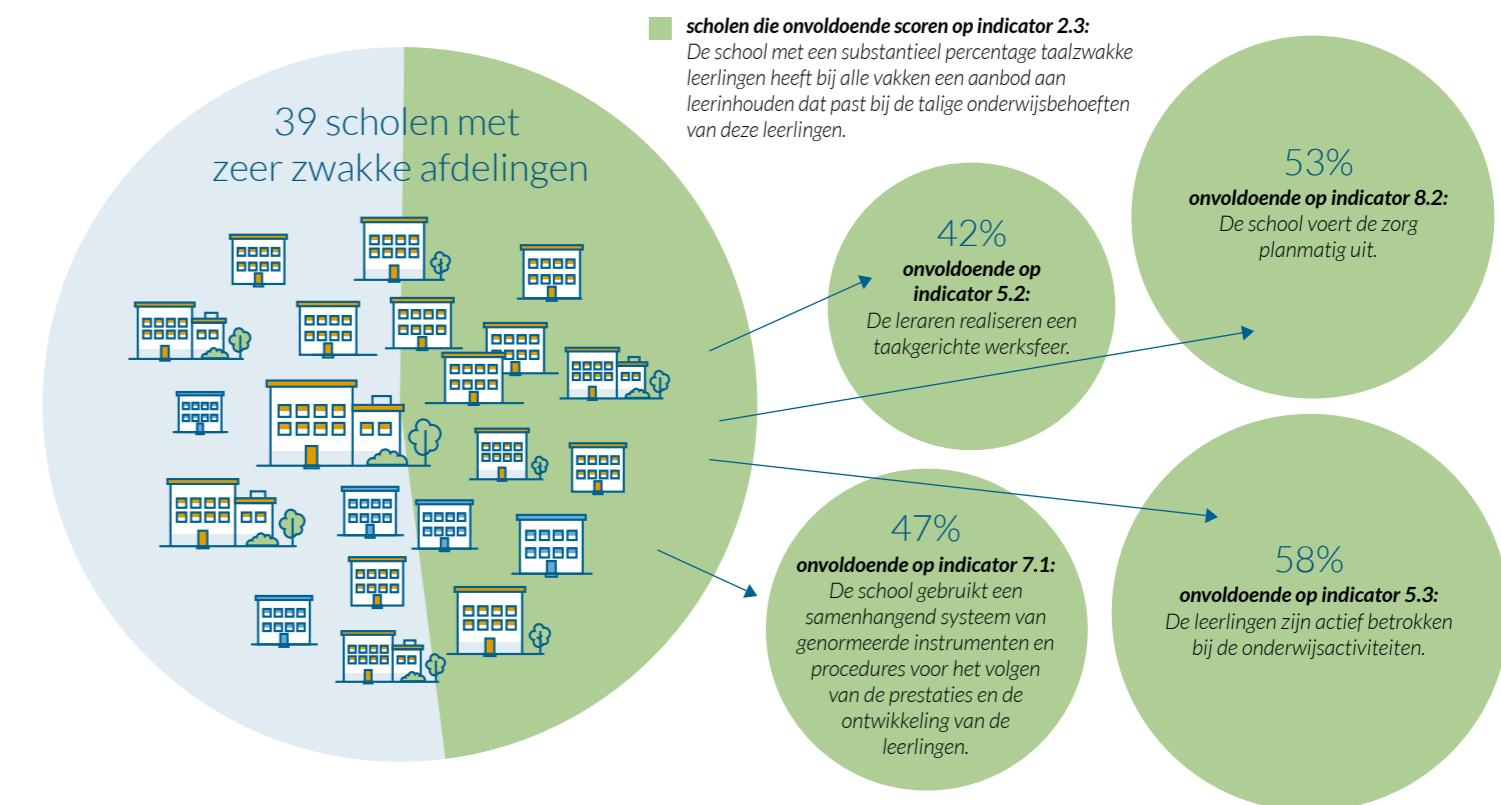 scholen die onvoldoende scoren op indicator 2.3:
De school met een substantieel percentage taalzwakke
leerlingen heeft bij alle vakken een aanbod aan
leerinhouden dat past bij de talige onderwijsbehoeften
van deze leerlingen.
39 scholen met
zeer zwakke afdelingen
42%
onvoldoende op
indicator 5.2:
De leraren realiseren een
taakgerichte werksfeer.
53%
onvoldoende op indicator 8.2:
De school voert de zorg
planmatig uit.
47%
onvoldoende op indicator 7.1:
De school gebruikt een
samenhangend systeem van
genormeerde instrumenten en
procedures voor het volgen
van de prestaties en de
ontwikkeling van de
leerlingen.
58%
onvoldoende op indicator 5.3:
De leerlingen zijn actief betrokken
bij de onderwijsactiviteiten.